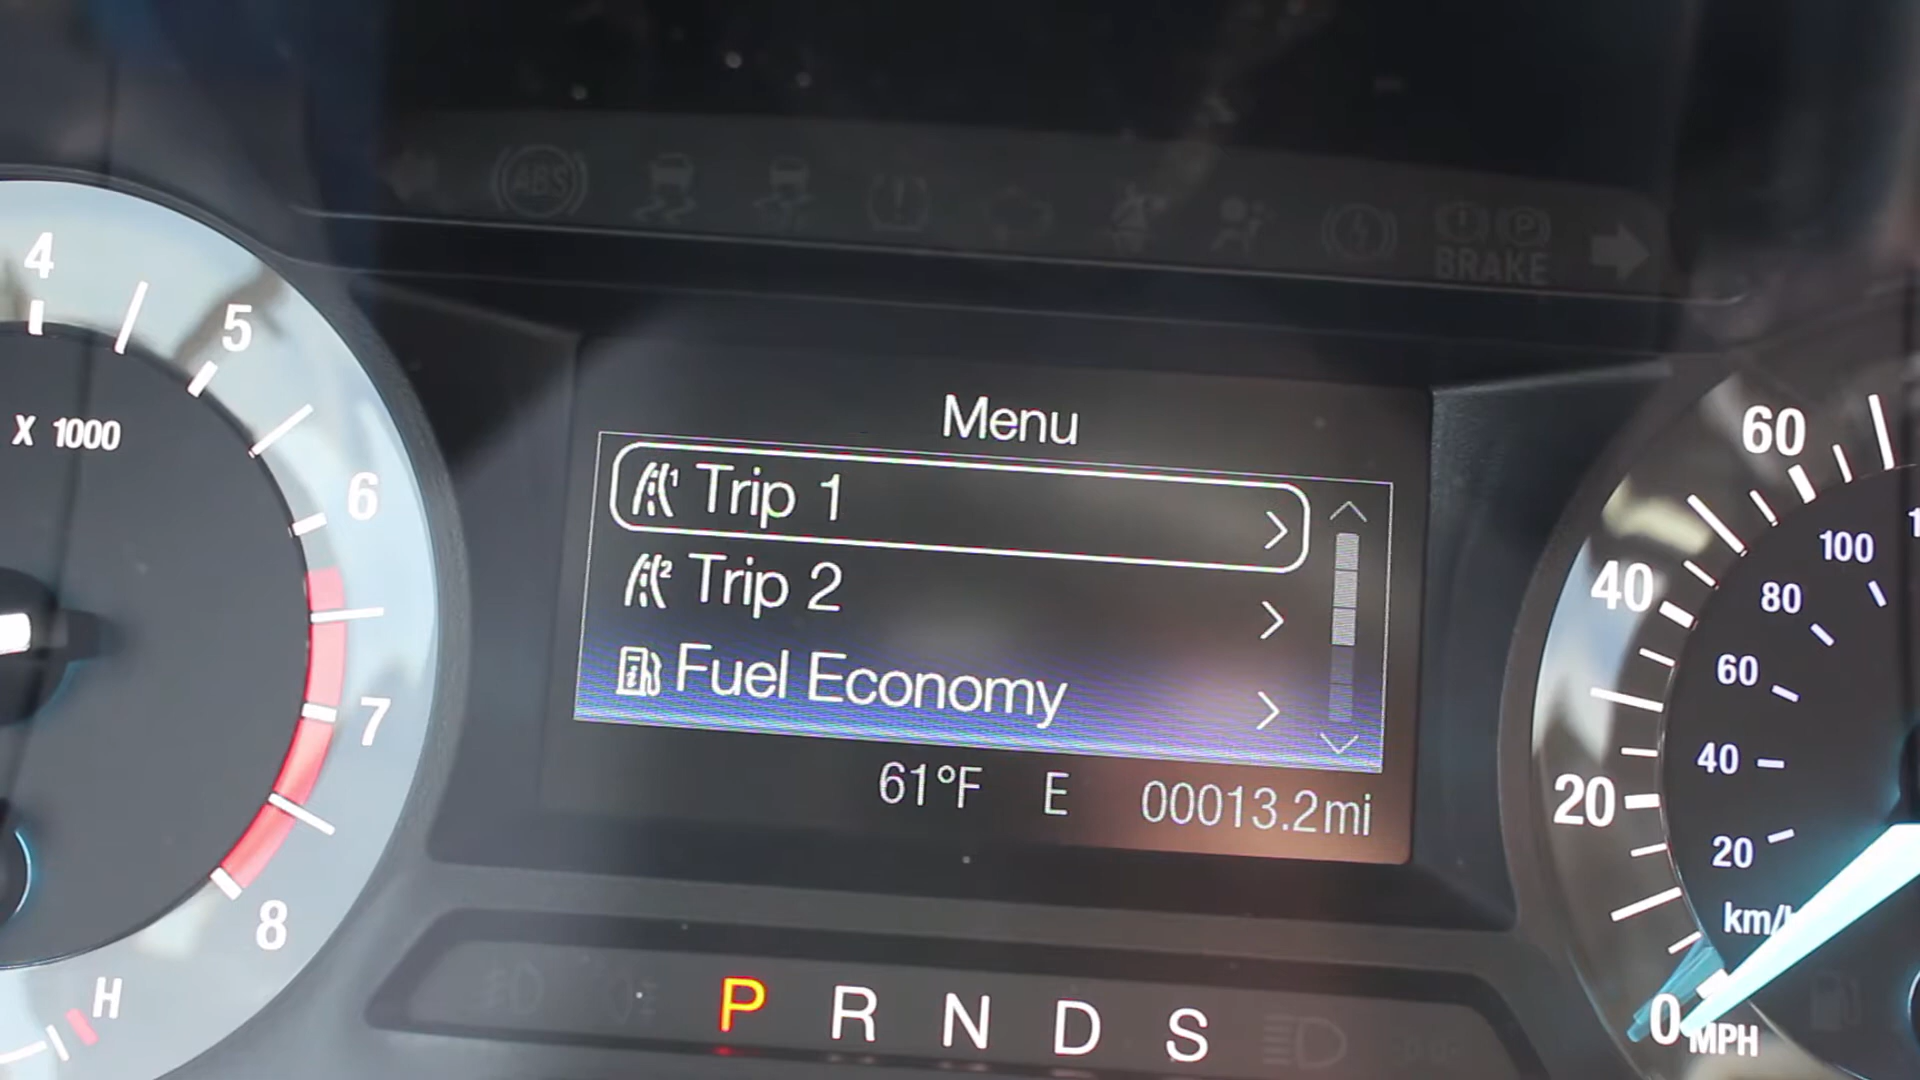 ABS
BRAKE
Menu
Trip 1
Trip 2
Fuel Economy
61°F E 00013.2mi
P R N D S
4
5
6
7
8
X 1000
H
60
40
20
0
MPH
100
80
60
40
20
km/h